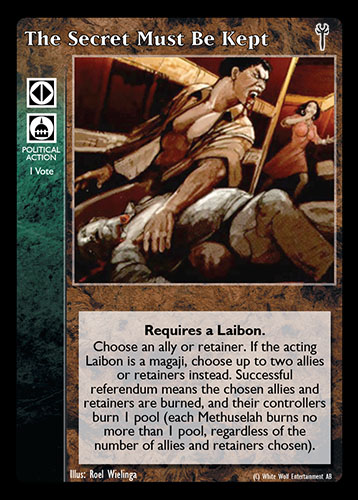 The Secret Must Be Kept
POLITICAL
ACTION
1 Vote
Requires a Laibon.
Choose an ally or retainer. If the acting
Laibon is a magaji, choose up to two allies
or retainers instead. Successful
referendum means the chosen allies and
retainers are burned, and their controllers
burn 1 pool (each Methuselah burns no
more than 1 pool, regardless of the
number of allies and retainers chosen).
Illus: Roel Wielinga
(C) White Wolf Entertainment AB